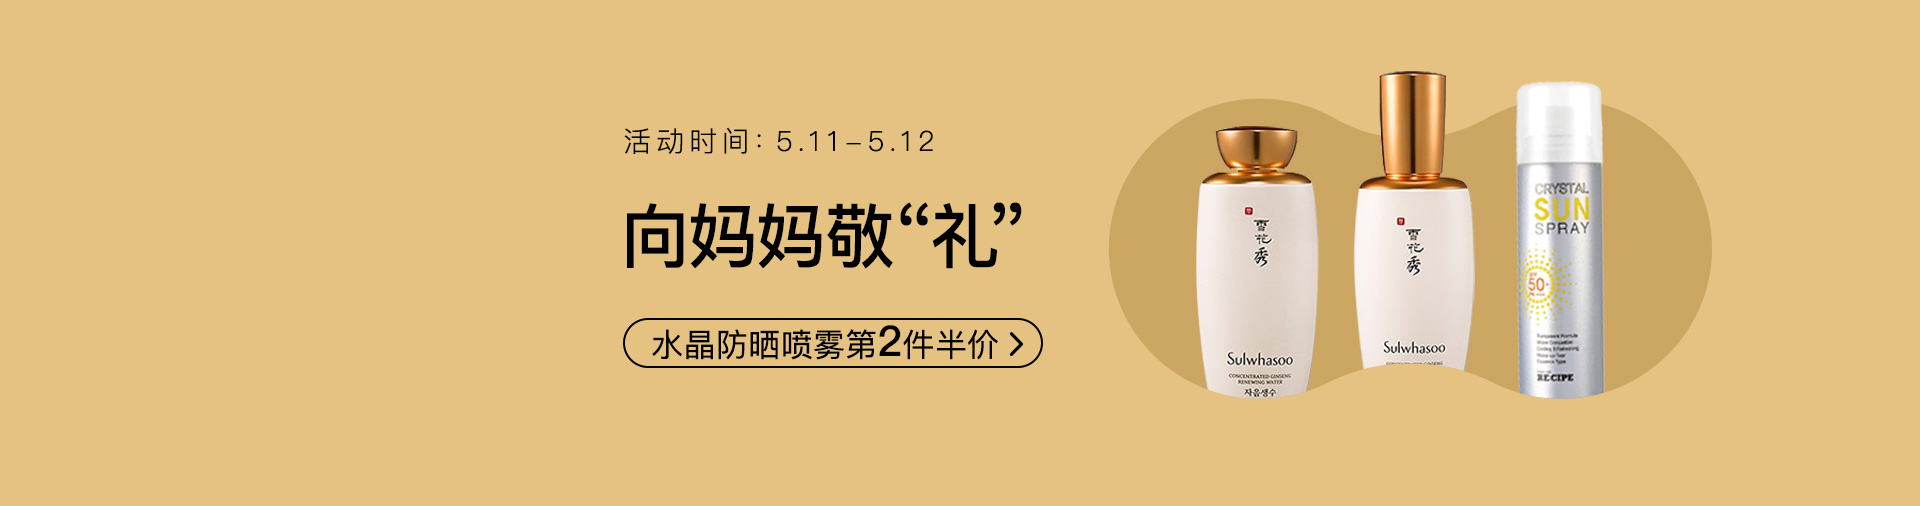 活动时间：5.11–5.12
向妈妈敬“礼”
水晶防晒喷雾第2件半价 >
雪花秀
Sulwhasoo
CONCENTRATED GINSENG
RENEWING WATER
자음생수
雪花秀
Sulwhasoo
CONCENTRATED GINSENG
CRYSTAL
SUN
SPRAY
50+
RECIPE